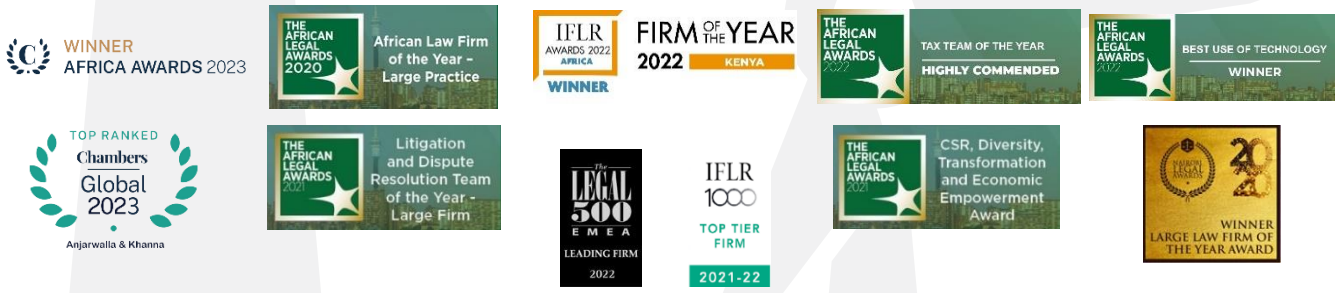 C
WINNER
AFRICA AWARDS 2023
THE
AFRICAN
LEGAL
AWARDS
2020
African Law Firm
of the Year –
Large Practice
IFLR
AWARDS 2022
AFRICA
WINNER
FIRM OF THE YEAR
2022
KENYA
THE
AFRICAN
LEGAL
AWARDS
2022
TAX TEAM OF THE YEAR
HIGHLY COMMENDED
THE
AFRICAN
LEGAL
AWARDS
2022
BEST USE OF TECHNOLOGY
WINNER
TOP RANKED
Chambers
Global
2023
Anjarwalla & Khanna
THE
AFRICAN
LEGAL
AWARDS
2021
Litigation
and Dispute
Resolution Team
of the Year -
Large Firm
The
LEGAL
500
EMEA
LEADING FIRM
2022
IFLR
1000
TOP TIER
FIRM
2021-22
THE
AFRICAN
LEGAL
AWARDS
2021
CSR, Diversity,
Transformation
and Economic
Empowerment
Award
NAIROBI
LEGAL
AWARDS
20
20
WINNER
LARGE LAW FIRM OF
THE YEAR AWARD